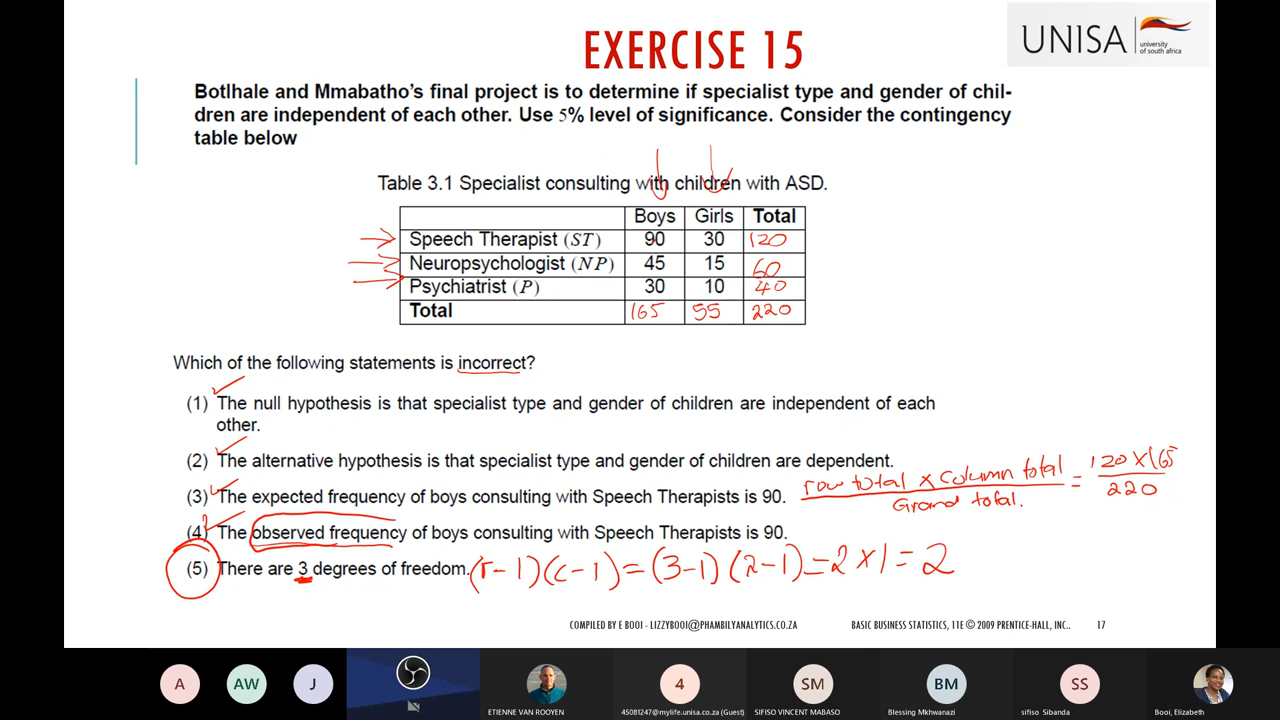 EXERCISE 15
UNISA
university
of south africa
Botlhale and Mmabatho's final project is to determine if specialist type and gender of chil-
dren are independent of each other. Use 5% level of significance. Consider the contingency
table below
Table 3.1 Specialist consulting with children with ASD.
Boys Girls Total
Speech Therapist (ST) 90 30 120
Neuropsychologist (NP) 45 15 60
Psychiatrist (P) 30 10 40
Total 165 55 220
Which of the following statements is incorrect?
(1) The null hypothesis is that specialist type and gender of children are independent of each
other.
(2) The alternative hypothesis is that specialist type and gender of children are dependent.
(3) The expected frequency of boys consulting with Speech Therapists is 90.
row total × column total = 120 × 165
Grand total. 220
(4) The observed frequency of boys consulting with Speech Therapists is 90.
(5) There are 3 degrees of freedom. (r-1)(c-1) = (3-1)(2-1) = 2 × 1 = 2
COMPILED BY E BOOI - LIZZYBOOI@PHAMBILYANALYTICS.CO.ZA BASIC BUSINESS STATISTICS, 11E © 2009 PRENTICE-HALL, INC.. 17
A AW J 4 SM BM SS
ETIENNE VAN ROOYEN 45081247@mylife.unisa.co.za (Guest) SIFISO VINCENT MABASO Blessing Mkhwanazi sifiso Sibanda Booi, Elizabeth